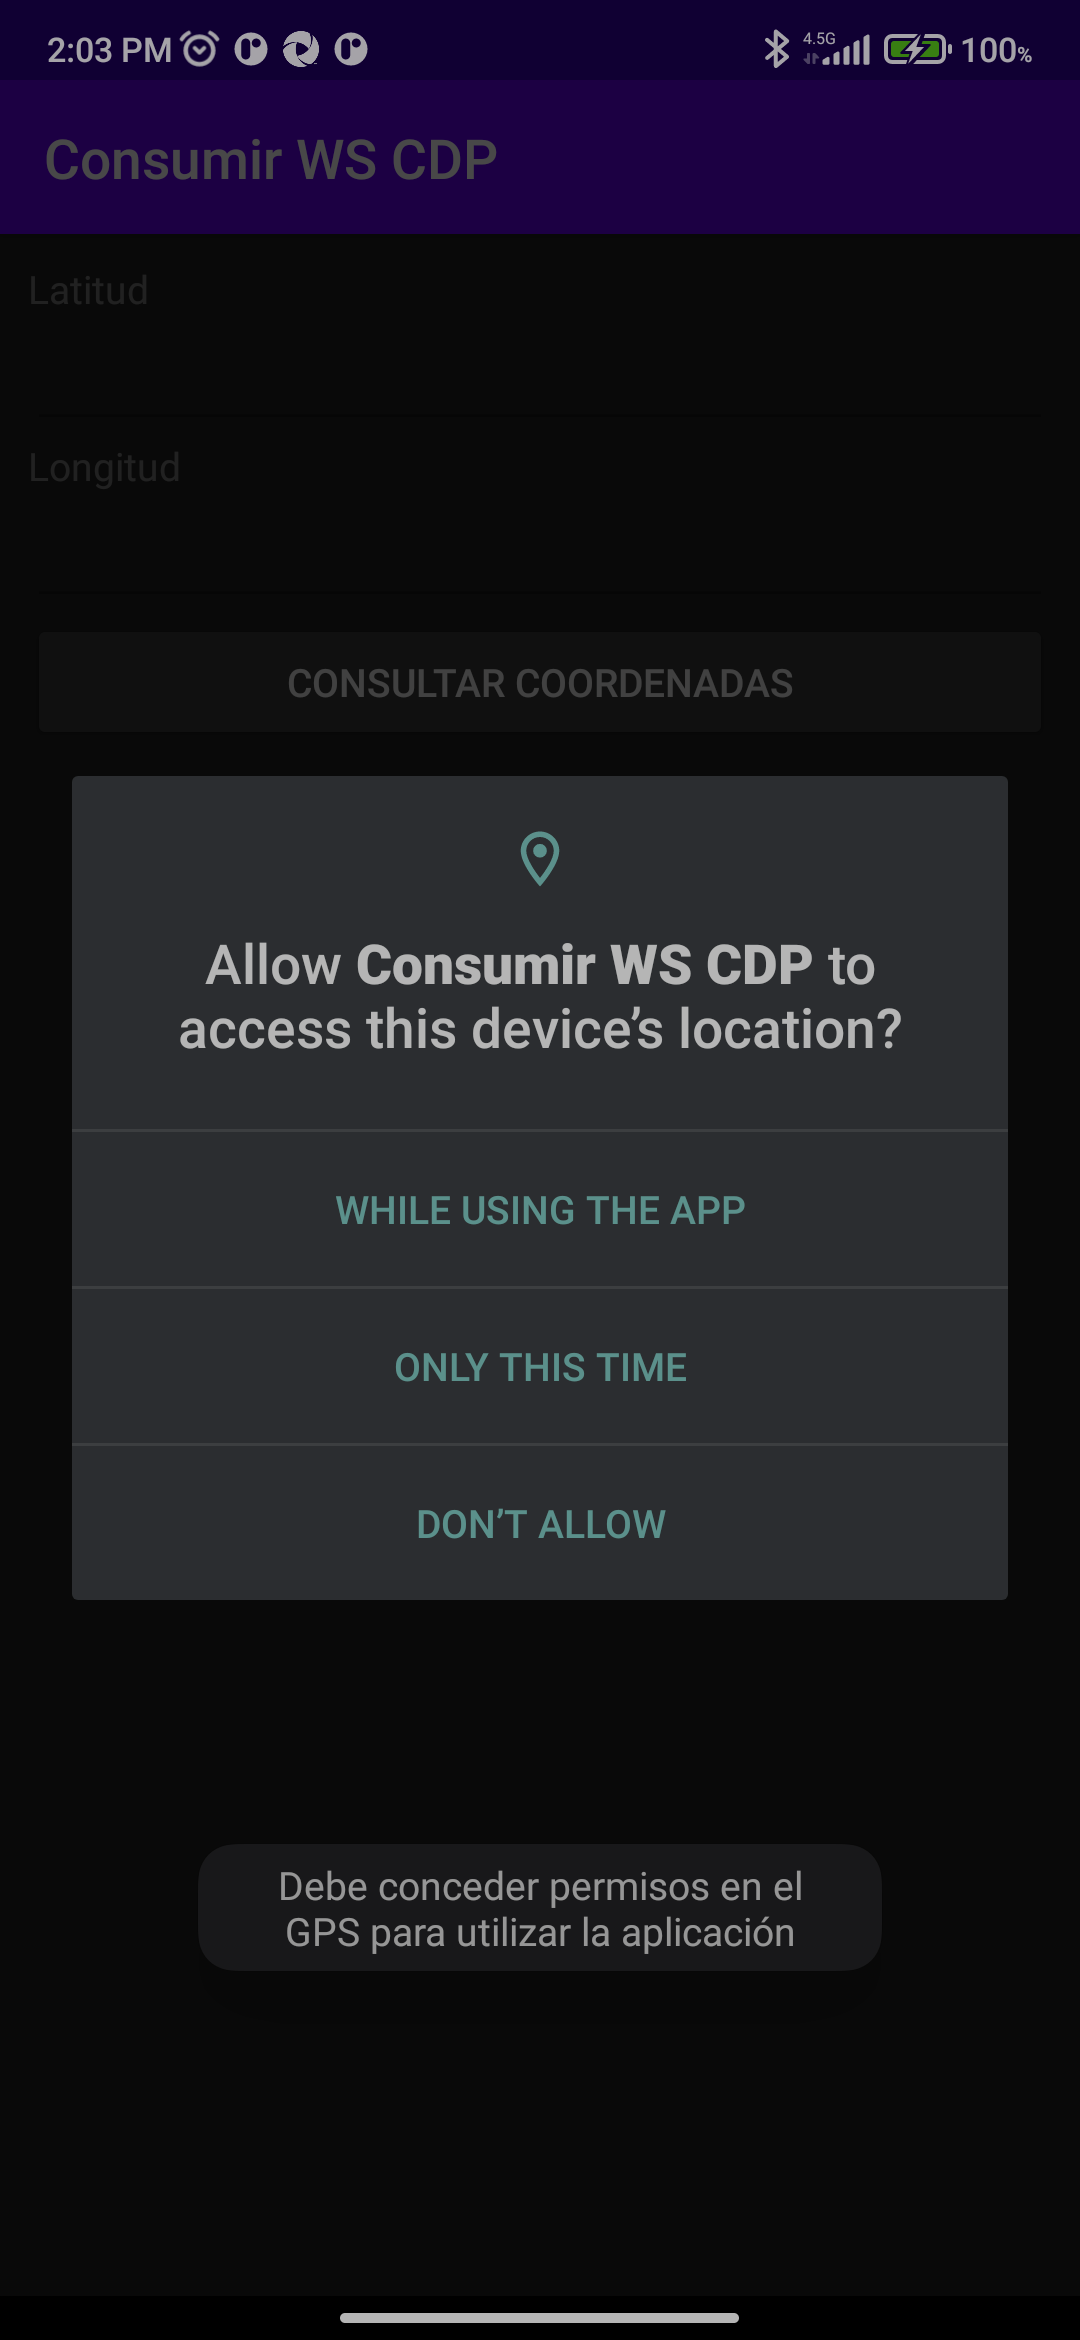 2:03 PM
4.5G
100%
Consumir WS CDP
Latitud
Longitud
CONSULTAR COORDENADAS
Allow Consumir WS CDP to
access this device’s location?
WHILE USING THE APP
ONLY THIS TIME
DON’T ALLOW
Debe conceder permisos en el
GPS para utilizar la aplicación